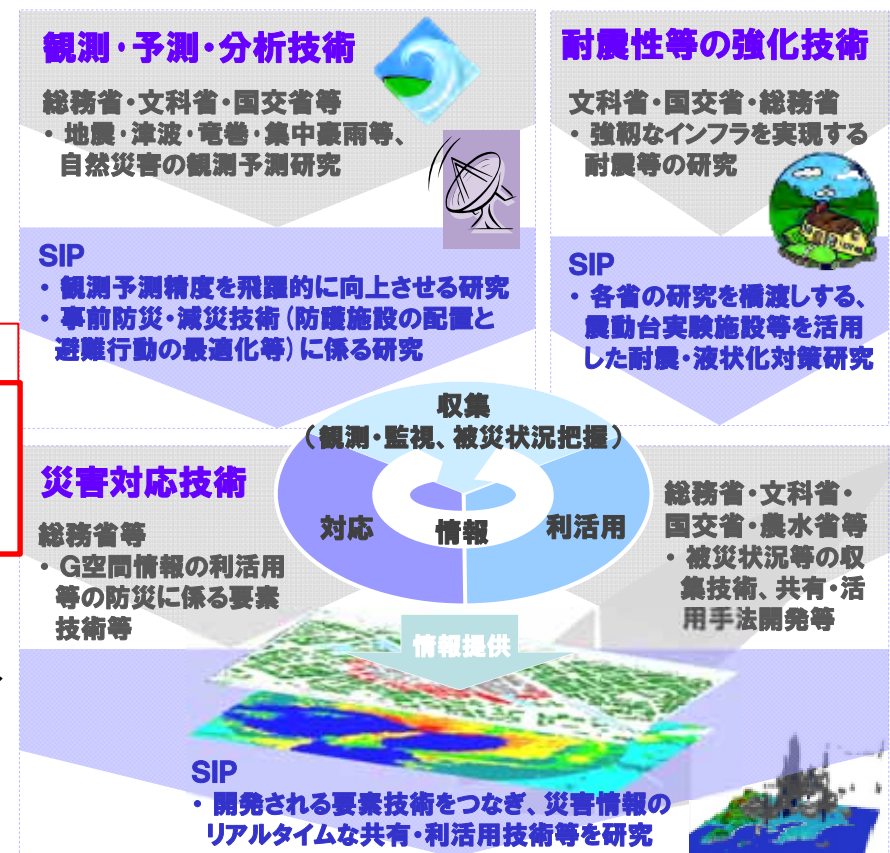 観測・予測・分析技術
総務省・文科省・国交省等
・ 地震・津波・竜巻・集中豪雨等、
自然災害の観測予測研究
SIP
・ 観測予測精度を飛躍的に向上させる研究
・ 事前防災・減災技術（防護施設の配置と
避難行動の最適化等）に係る研究
耐震性等の強化技術
文科省・国交省・総務省
・ 強靭なインフラを実現する
耐震等の研究
SIP
・ 各省の研究を橋渡しする、
震動台実験施設等を活用
した耐震・液状化対策研究
収集
（観測・監視、被災状況把握）
対応
情報
利活用
災害対応技術
総務省等
・ G空間情報の利活用
等の防災に係る要素
技術等
総務省・文科省・
国交省・農水省等
・ 被災状況等の収
集技術、共有・活
用手法開発等
情報提供
SIP
・ 開発される要素技術をつなぎ、災害情報の
リアルタイムな共有・利活用技術等を研究